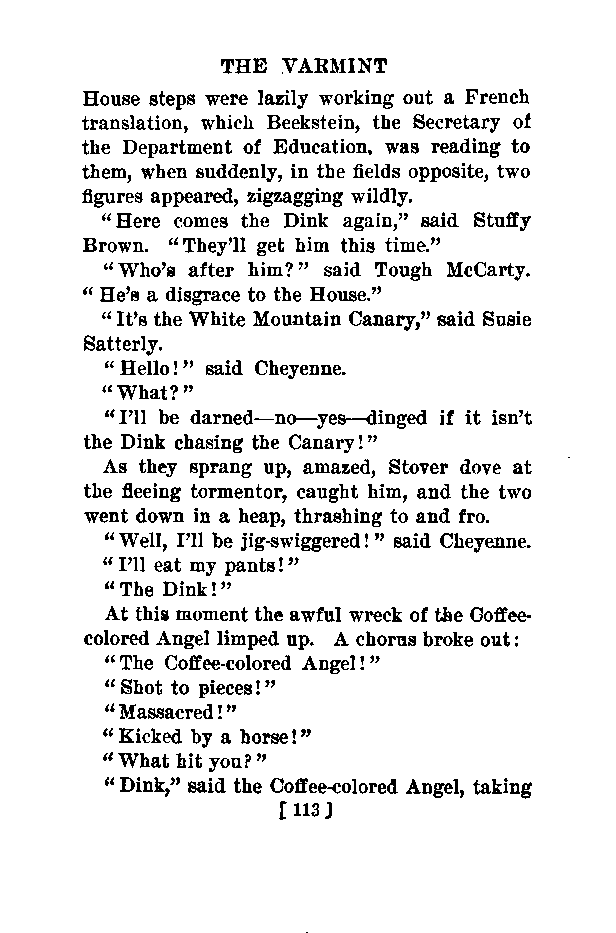 THE VARMINT
House steps were lazily working out a French
translation, which Beekstein, the Secretary of
the Department of Education, was reading to
them, when suddenly, in the fields opposite, two
figures appeared, zigzagging wildly.
"Here comes the Dink again," said Stuffy
Brown. "They'll get him this time."
"Who's after him?" said Tough McCarty.
"He's a disgrace to the House."
"It's the White Mountain Canary," said Susie
Satterly.
"Hello!" said Cheyenne.
"What?"
"I'll be darned—no—yes—dinged if it isn't
the Dink chasing the Canary!"
As they sprang up, amazed, Stover dove at
the fleeing tormentor, caught him, and the two
went down in a heap, thrashing to and fro.
"Well, I'll be jig-swiggered!" said Cheyenne.
"I'll eat my pants!"
"The Dink!"
At this moment the awful wreck of the Coffee-
colored Angel limped up. A chorus broke out:
"The Coffee-colored Angel!"
"Shot to pieces!"
"Massacred!"
"Kicked by a horse!"
"What hit you?"
"Dink," said the Coffee-colored Angel, taking
[113]